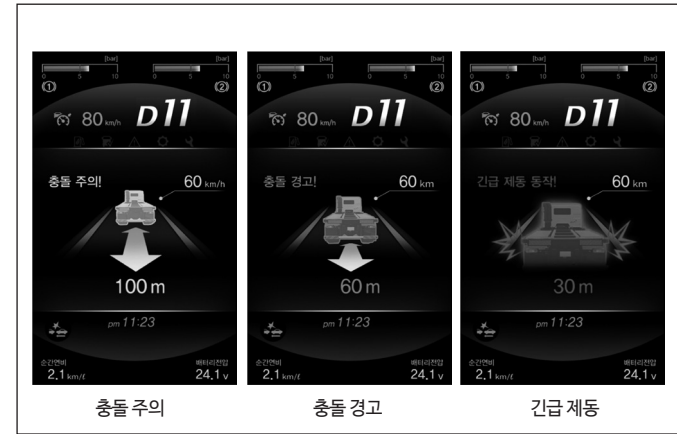 [bar] [bar]
0 5 10 0 5 10
(1) (2)
80 km/h D11
충돌 주의!
60 km/h
100 m
pm 11:23
순간연비 배터리전압
2.1 km/ℓ 24.1 v
충돌 주의
[bar] [bar]
0 5 10 0 5 10
(1) (2)
80 km/h D11
충돌 경고!
60 km
60 m
pm 11:23
순간연비 배터리전압
2.1 km/ℓ 24.1 v
충돌 경고
[bar] [bar]
0 5 10 0 5 10
(1) (2)
80 km/h D11
긴급 제동 동작!
60 km
30 m
pm 11:23
순간연비 배터리전압
2.1 km/ℓ 24.1 v
긴급 제동